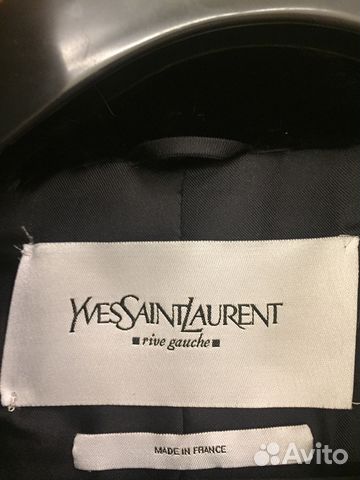 YVESSAINTLAURENT
rive gauche
MADE IN FRANCE
Avito